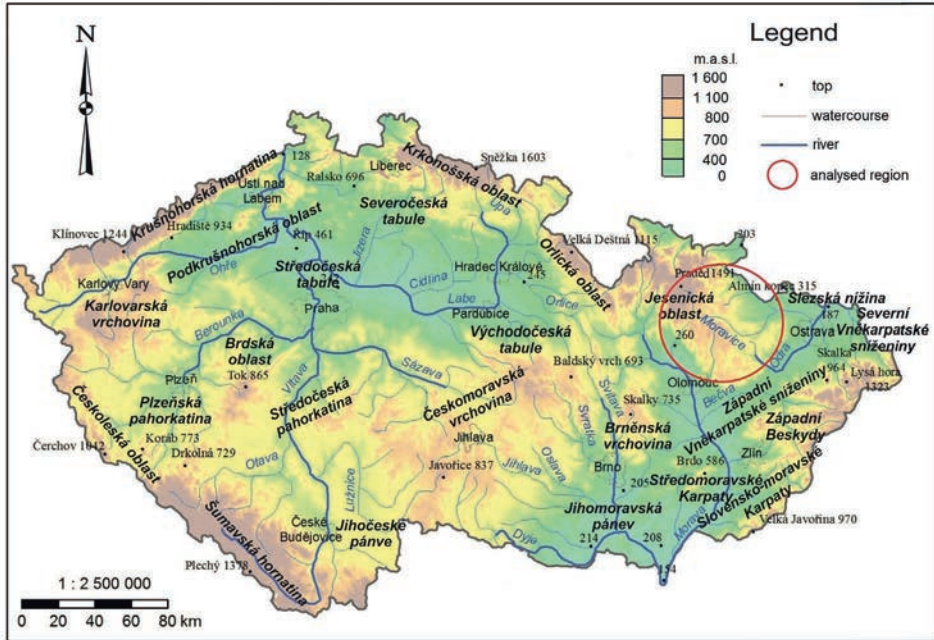 N
Legend
m.a.s.l.
1 600
1 100
800
700
400
0
top
watercourse
river
analysed region
128
Liberec
Krkonošská oblast
Sněžka 1603
Krušnohorská hornatina
Ústí nad
Labem
Ralsko 696
Severočeská
tabule
Úpa
Klínovec 1244
Hradiště 934
Podkrušnohorská oblast
Říp 461
Jizera
Orlická oblast
Velká Deštná 1115
203
Karlovy Vary
Ohře
Středočeská
tabule
Cidlina
Hradec Králové
245
Praděd 1491
Almin kopec 315
Karlovarská
vrchovina
Praha
Labe
Orlice
Jesenická
oblast
Slezská nížina
187
Severní
Vněkarpatské
sníženiny
Pardubice
Východočeská
tabule
Moravice
260
Ostrava
Odra
Berounka
Brdská
oblast
Tok 865
Vltava
Sázava
Baldský vrch 693
Skalka
964
Lysá hora
1323
Plzeň
Plzeňská
pahorkatina
Středočeská
pahorkatina
Českomoravská
vrchovina
Svitava
Olomouc
Bečva
Západní
Vněkarpatské sníženiny
Českoleská oblast
Skalky 735
Západní
Beskydy
Čerchov 1042
Koráb 773
Drkolná 729
Jihlava
Svratka
Brněnská
vrchovina
Zlín
Otava
Lužnice
Javořice 837
Jihlava
Oslava
Brno
205
Brdo 586
Středomoravské
Karpaty
Slovensko-moravské
Karpaty
Šumavská hornatina
České
Budějovice
Jihočeské
pánve
Jihomoravská
pánev
Dyje
214
208
Morava
Velká Javořina 970
Plechý 1378
154
1 : 2 500 000
0 20 40 60 80 km